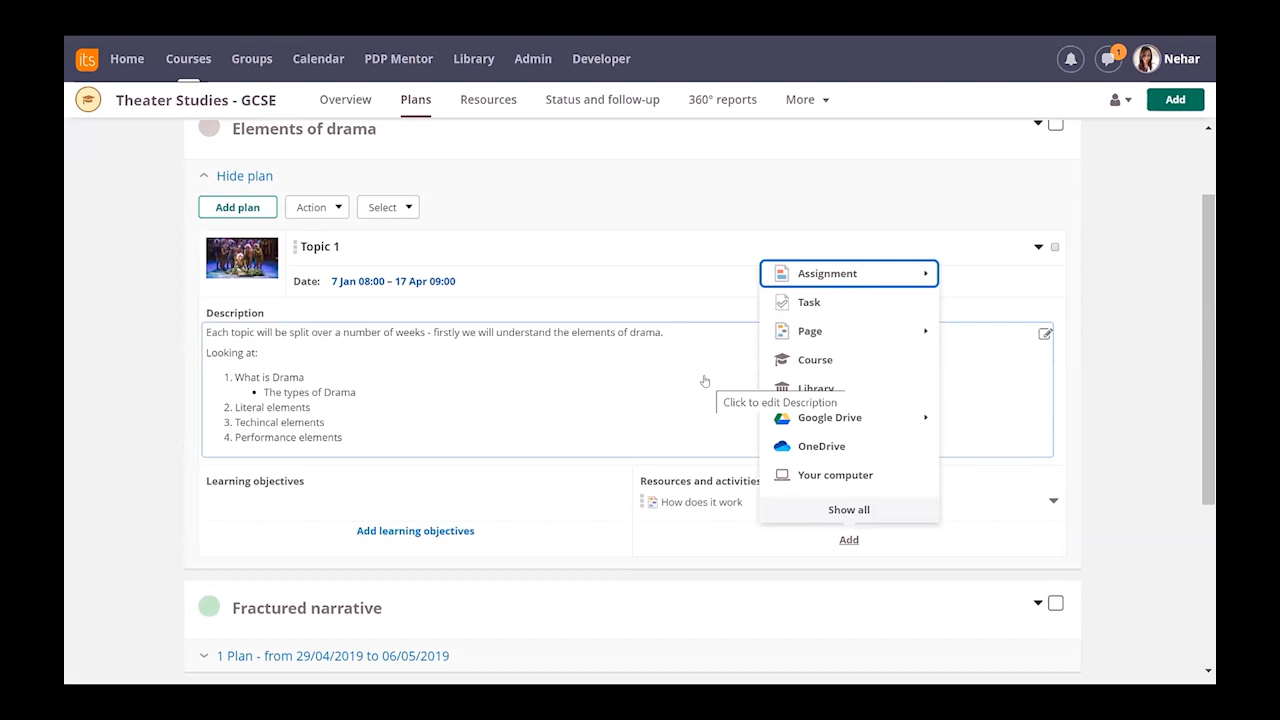 its Home Courses Groups Calendar PDP Mentor Library Admin Developer 1 Nehar
Theater Studies - GCSE Overview Plans Resources Status and follow-up 360° reports More Add
Elements of drama
Hide plan
Add plan Action Select
Topic 1
Date: 7 Jan 08:00 – 17 Apr 09:00
Description
Each topic will be split over a number of weeks - firstly we will understand the elements of drama.
Looking at:
1. What is Drama
• The types of Drama
2. Literal elements
3. Techincal elements
4. Performance elements
Learning objectives
Add learning objectives
Resources and activities
How does it work
Assignment
Task
Page
Course
Library
Click to edit Description
Google Drive
OneDrive
Your computer
Show all
Add
Fractured narrative
1 Plan - from 29/04/2019 to 06/05/2019